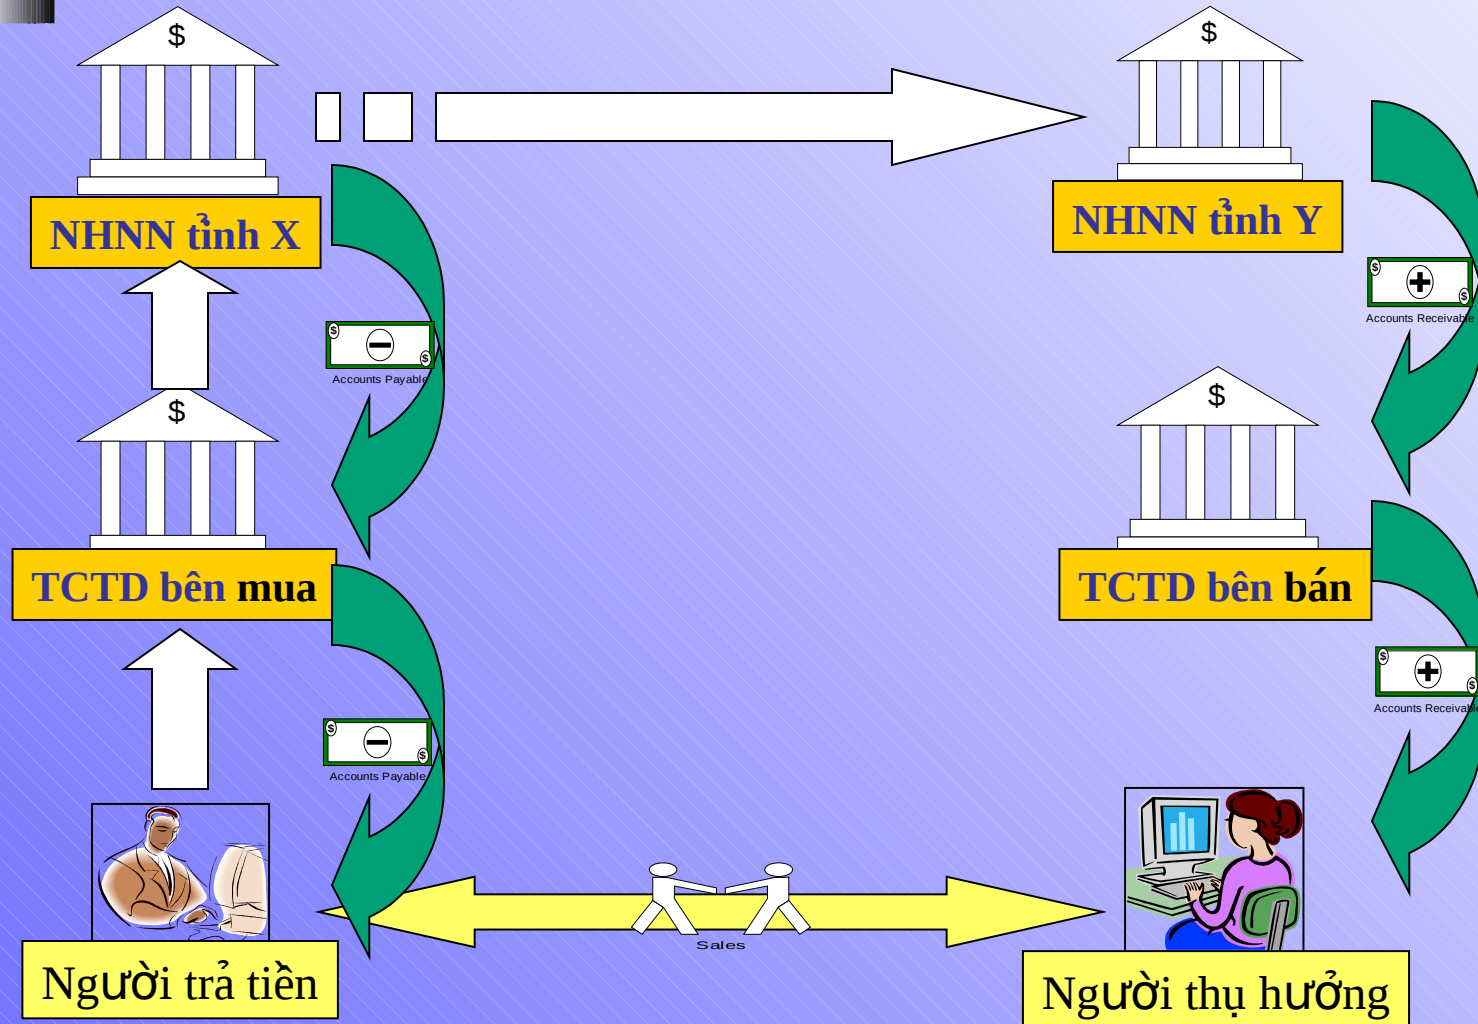 $
$
NHNN tỉnh X
NHNN tỉnh Y
$
$
Accounts Payable
$
$
Accounts Receivable
$
$
TCTD bên mua
TCTD bên bán
$
$
Accounts Payable
$
$
Accounts Receivable
Sales
Người trả tiền
Người thụ hưởng